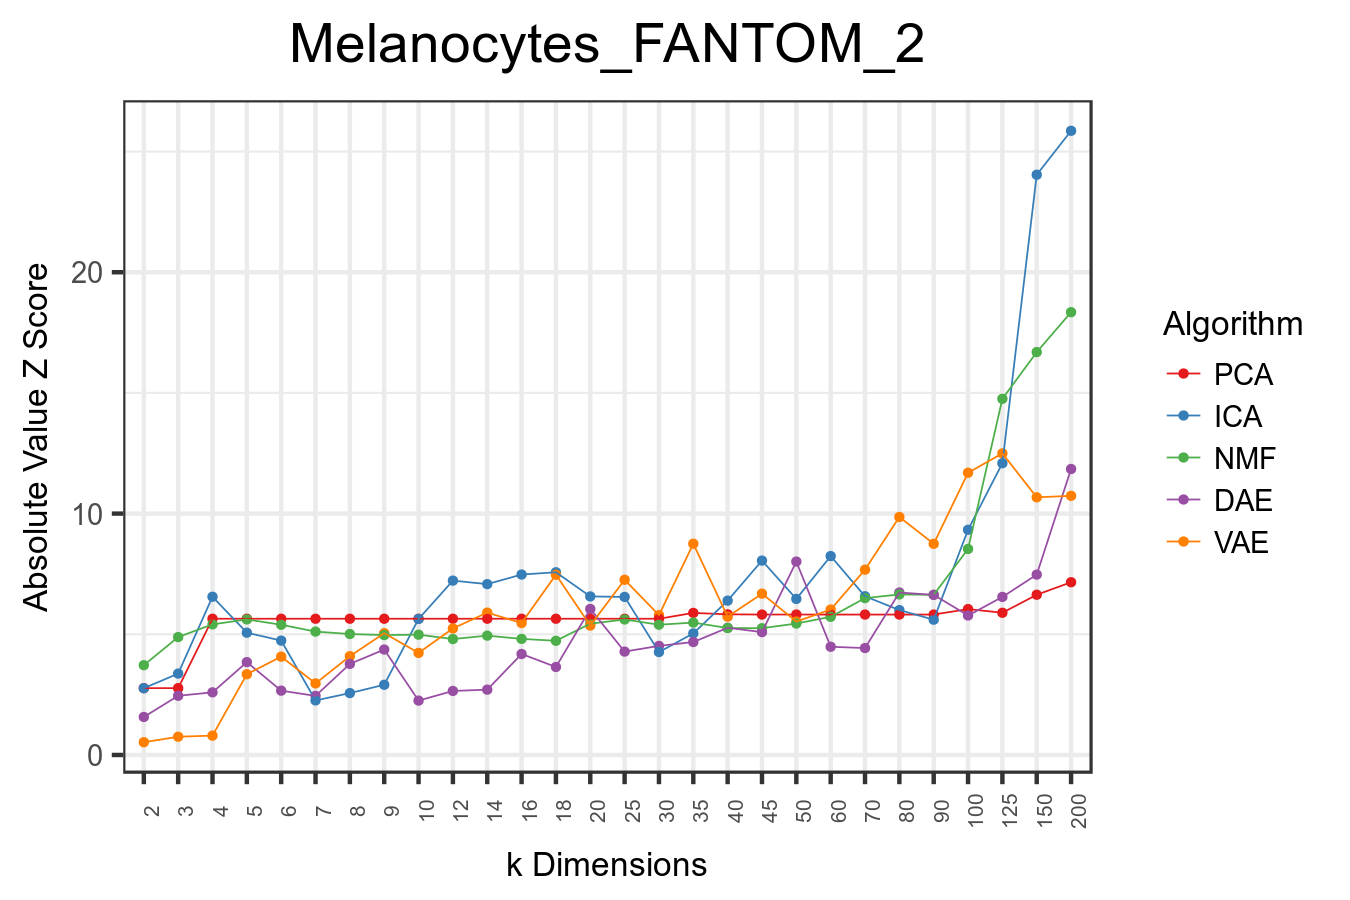 Melanocytes_FANTOM_2
Absolute Value Z Score
20
10
0
2 3 4 5 6 7 8 9 10 12 14 16 18 20 25 30 35 40 45 50 60 70 80 90 100 125 150 200
k Dimensions
Algorithm
PCA
ICA
NMF
DAE
VAE